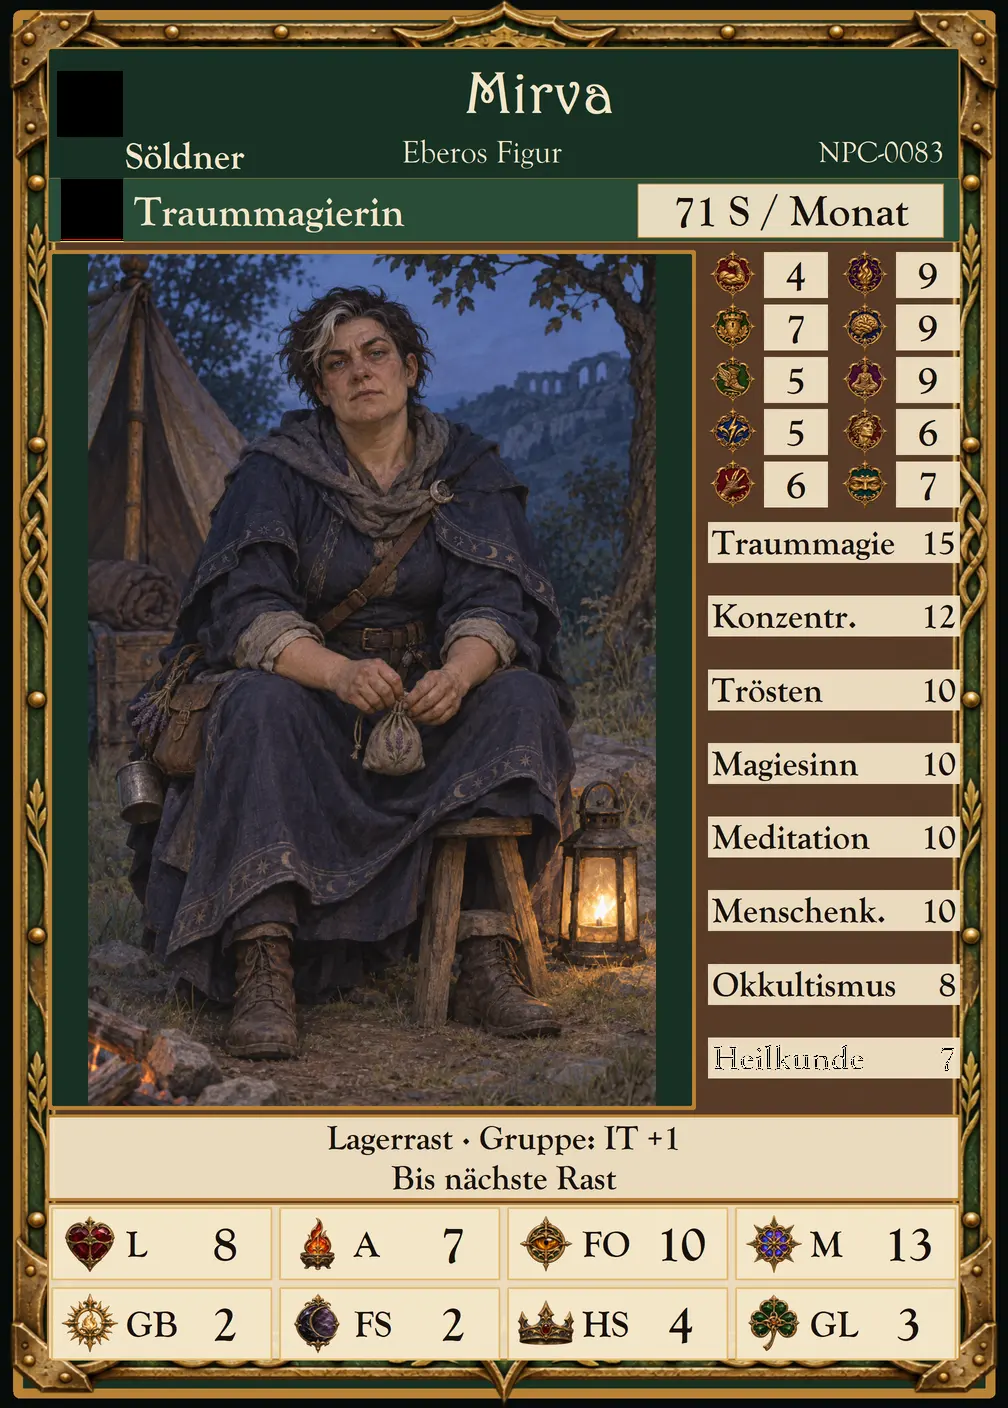 Mirva
Söldner
Eberos Figur
NPC-0083
Traummagierin
71 S / Monat
4 9
7 9
5 9
5 6
6 7
Traummagie 15
Konzentr. 12
Trösten 10
Magiesinn 10
Meditation 10
Menschenk. 10
Okkultismus 8
Heilkunde 7
Lagerrast · Gruppe: IT +1
Bis nächste Rast
L 8 A 7 FO 10 M 13
GB 2 FS 2 HS 4 GL 3